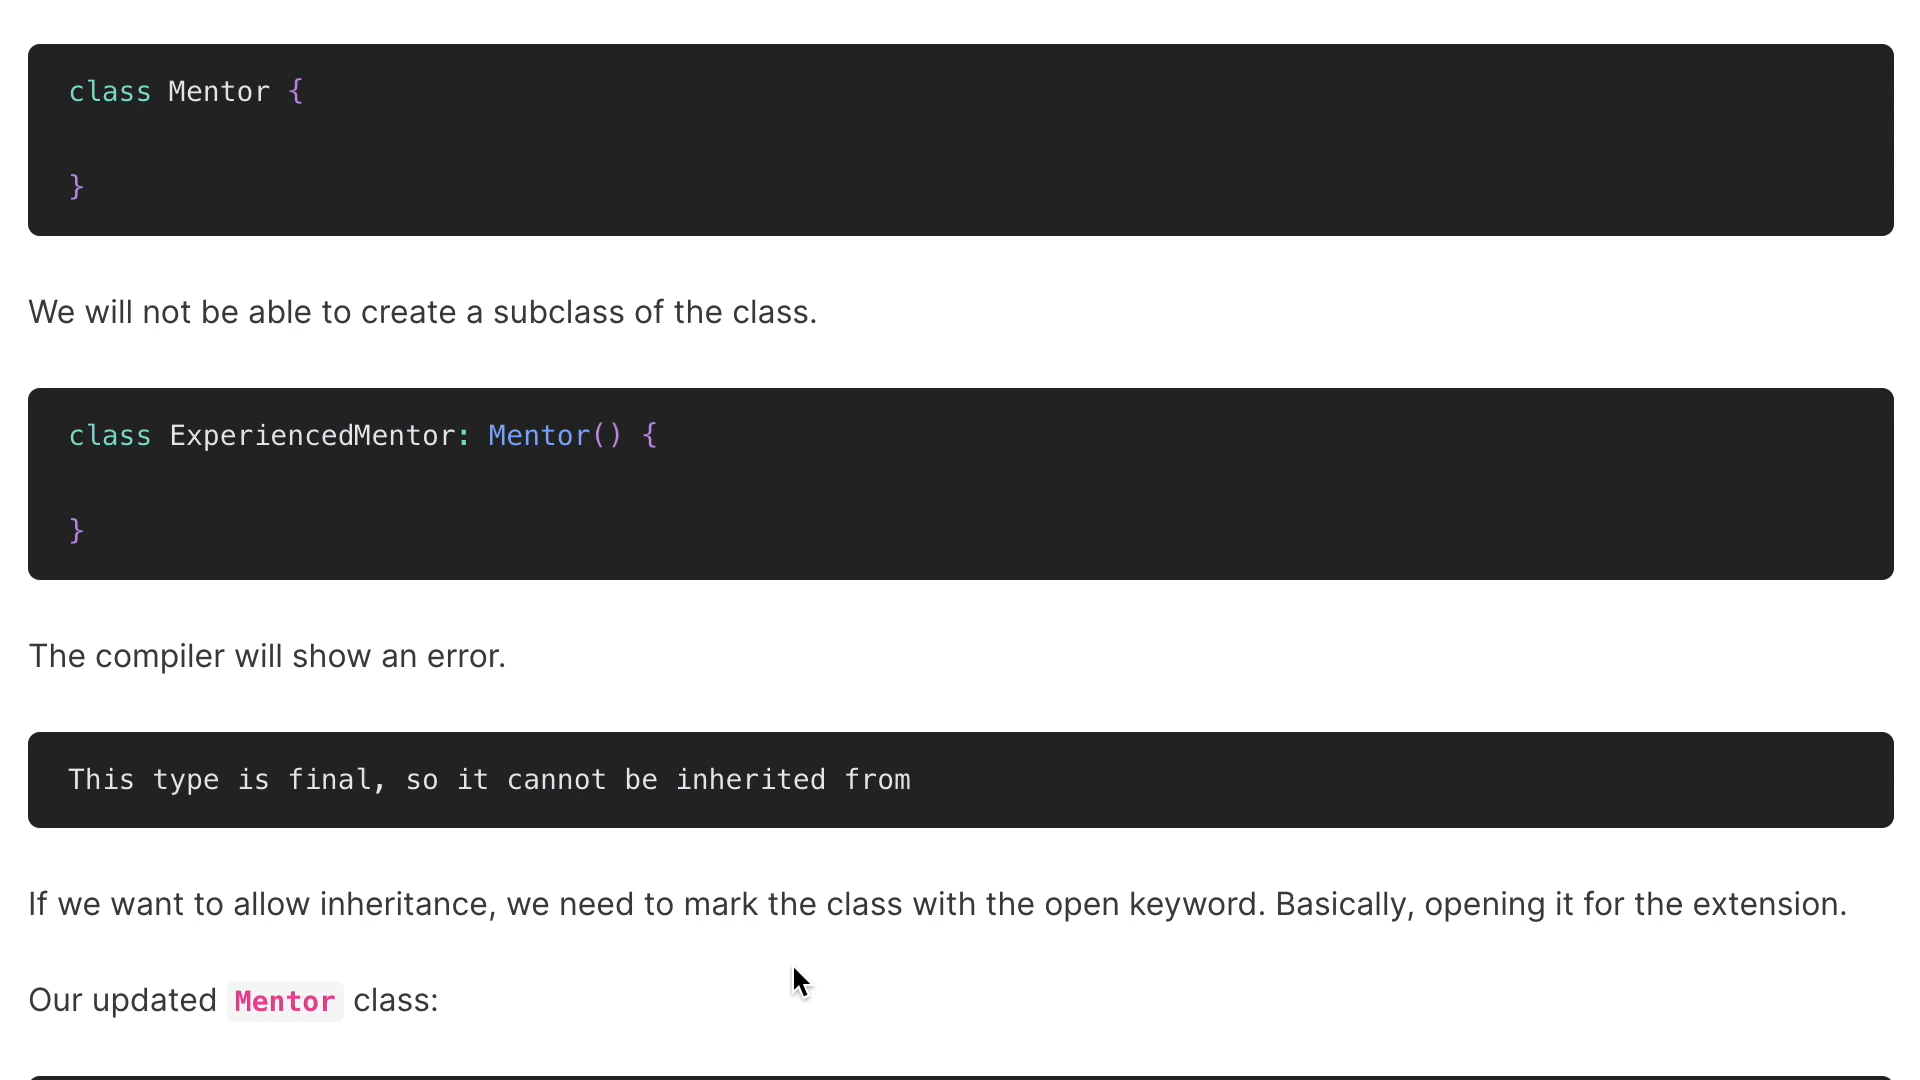 class Mentor {
}
We will not be able to create a subclass of the class.
class ExperiencedMentor: Mentor() {
}
The compiler will show an error.
This type is final, so it cannot be inherited from
If we want to allow inheritance, we need to mark the class with the open keyword. Basically, opening it for the extension.
Our updated Mentor class: